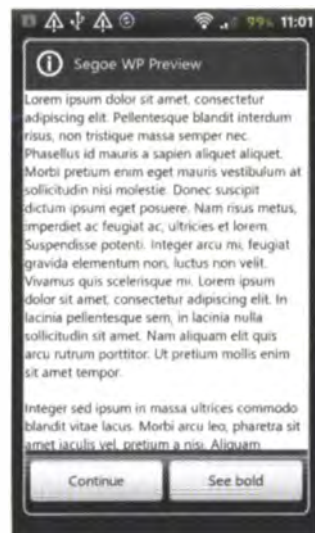 99% 11:01
Segoe WP Preview
Lorem ipsum dolor sit amet, consectetur
adipiscing elit. Pellentesque blandit interdum
risus, non tristique massa semper nec.
Phasellus id mauris a sapien aliquet aliquet.
Morbi pretium enim eget mauris vestibulum at
sollicitudin nisi molestie. Donec suscipit
dictum ipsum eget posuere. Nam risus metus,
imperdiet ac feugiat ac, ultricies et lorem.
Suspendisse potenti. Integer arcu mi, feugiat
gravida elementum non, luctus non velit.
Vivamus quis scelerisque mi. Lorem ipsum
dolor sit amet, consectetur adipiscing elit. In
lacinia pellentesque sem, in lacinia nulla
sollicitudin sit amet. Nam aliquam elit quis
arcu rutrum porttitor. Ut pretium mollis enim
sit amet tempor.
Integer sed ipsum in massa ultrices commodo
blandit vitae lacus. Morbi arcu leo, pharetra sit
amet iaculis vel, pretium a nisi. Aliquam
Continue See bold